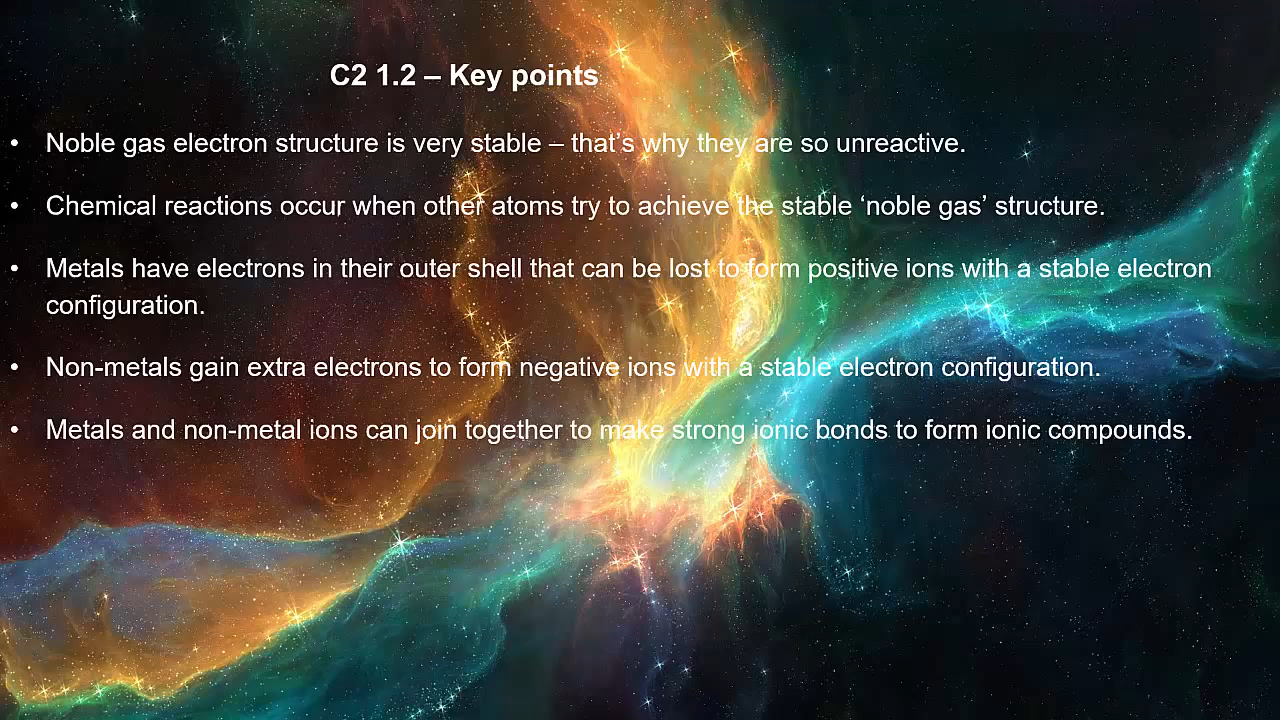 C2 1.2 – Key points
• Noble gas electron structure is very stable – that’s why they are so unreactive.
• Chemical reactions occur when other atoms try to achieve the stable ‘noble gas’ structure.
• Metals have electrons in their outer shell that can be lost to form positive ions with a stable electron
configuration.
• Non-metals gain extra electrons to form negative ions with a stable electron configuration.
• Metals and non-metal ions can join together to make strong ionic bonds to form ionic compounds.